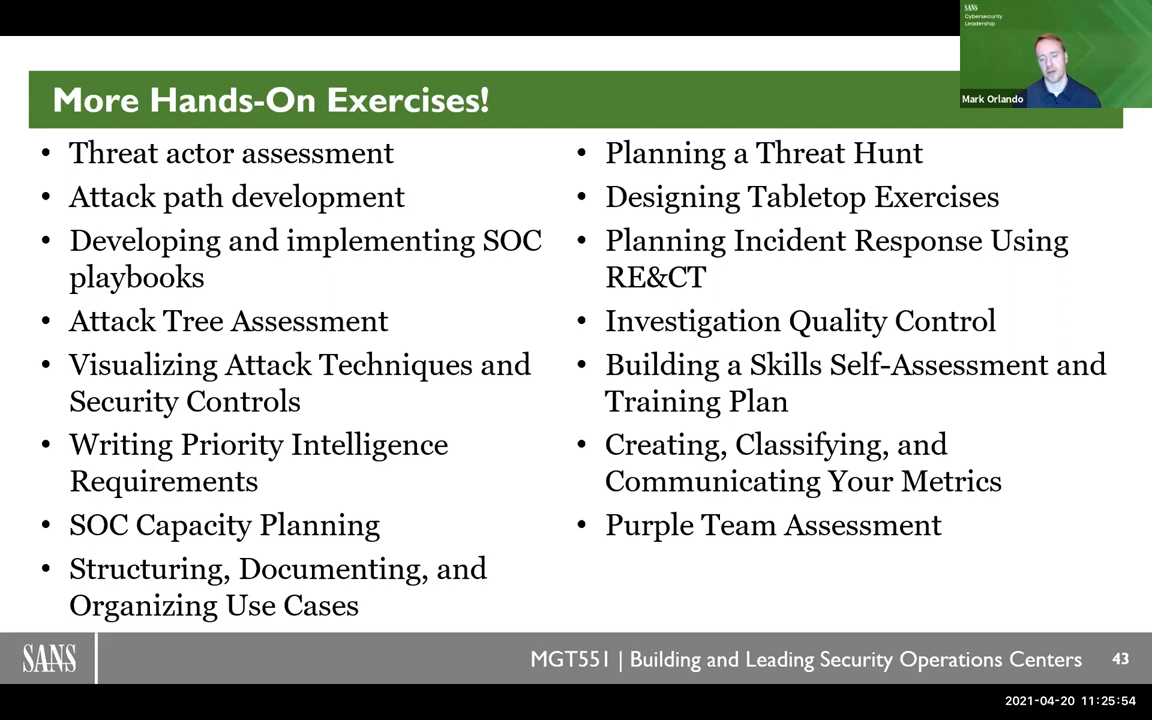 SANS
Cybersecurity
Leadership
Mark Orlando
More Hands-On Exercises!
• Threat actor assessment
• Attack path development
• Developing and implementing SOC
playbooks
• Attack Tree Assessment
• Visualizing Attack Techniques and
Security Controls
• Writing Priority Intelligence
Requirements
• SOC Capacity Planning
• Structuring, Documenting, and
Organizing Use Cases
• Planning a Threat Hunt
• Designing Tabletop Exercises
• Planning Incident Response Using
RE&CT
• Investigation Quality Control
• Building a Skills Self-Assessment and
Training Plan
• Creating, Classifying, and
Communicating Your Metrics
• Purple Team Assessment
SANS
MGT551 | Building and Leading Security Operations Centers 43
2021-04-20 11:25:54